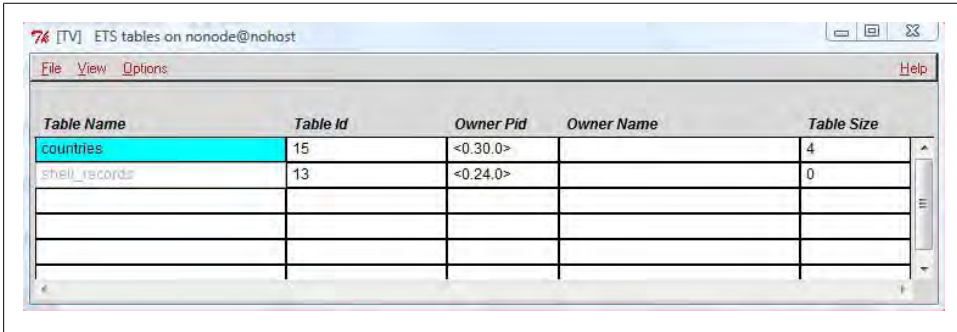 [TV] ETS tables on nonode@nohost
File View Options Help
Table Name Table Id Owner Pid Owner Name Table Size
countries 15 <0.30.0> 4
shell_records 13 <0.24.0> 0